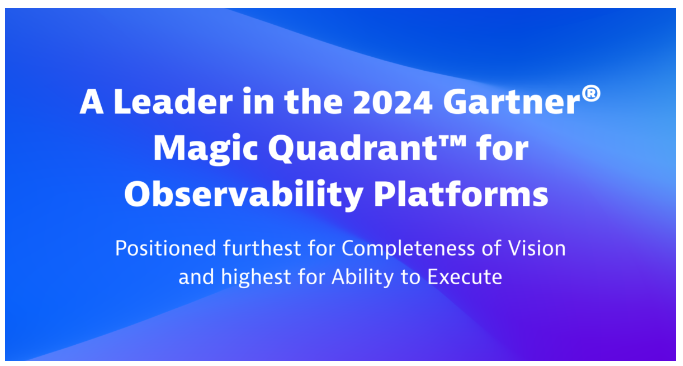 A Leader in the 2024 Gartner®
Magic Quadrant™ for
Observability Platforms
Positioned furthest for Completeness of Vision
and highest for Ability to Execute